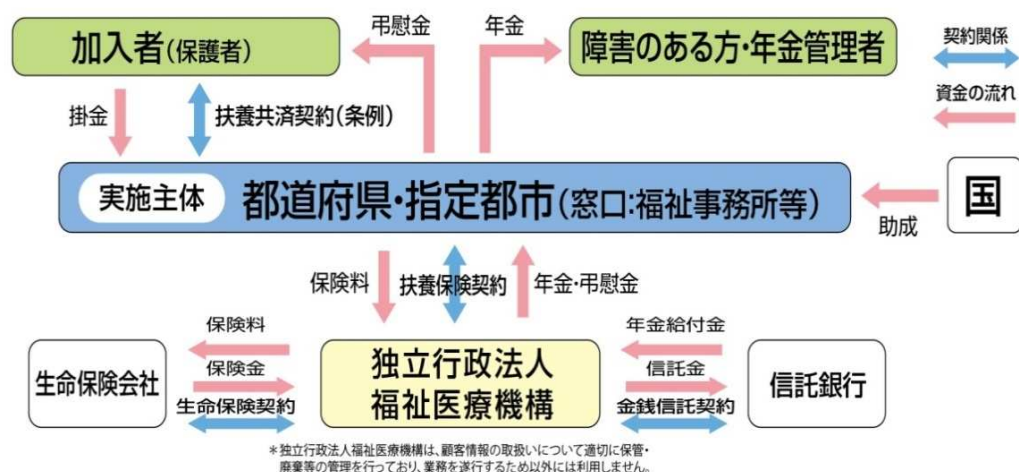 加入者(保護者)
弔慰金
年金
障害のある方・年金管理者
契約関係
資金の流れ
掛金
扶養共済契約(条例)
実施主体
都道府県・指定都市(窓口:福祉事務所等)
国
助成
保険料
扶養保険契約
年金・弔慰金
保険料
保険金
生命保険契約
生命保険会社
独立行政法人
福祉医療機構
年金給付金
信託金
金銭信託契約
信託銀行
*独立行政法人福祉医療機構は、顧客情報の取扱いについて適切に保管・
廃棄等の管理を行っており、業務を遂行するため以外には利用しません。